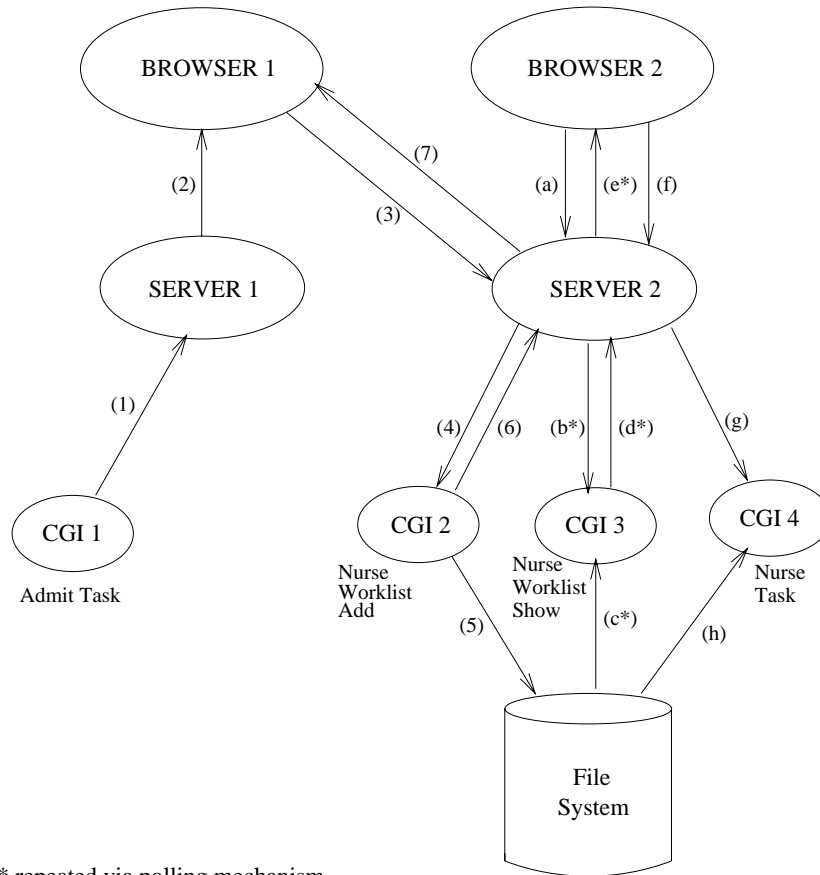 BROWSER 1
BROWSER 2
(7)
(a)
(e*)
(f)
(2)
(3)
SERVER 1
SERVER 2
(1)
(4)
(6)
(b*)
(d*)
(g)
CGI 1
CGI 2
CGI 3
CGI 4
Admit Task
Nurse
Worklist
Add
Nurse
Worklist
Show
Nurse
Task
(5)
(c*)
(h)
File
System
* repeated via polling mechanism